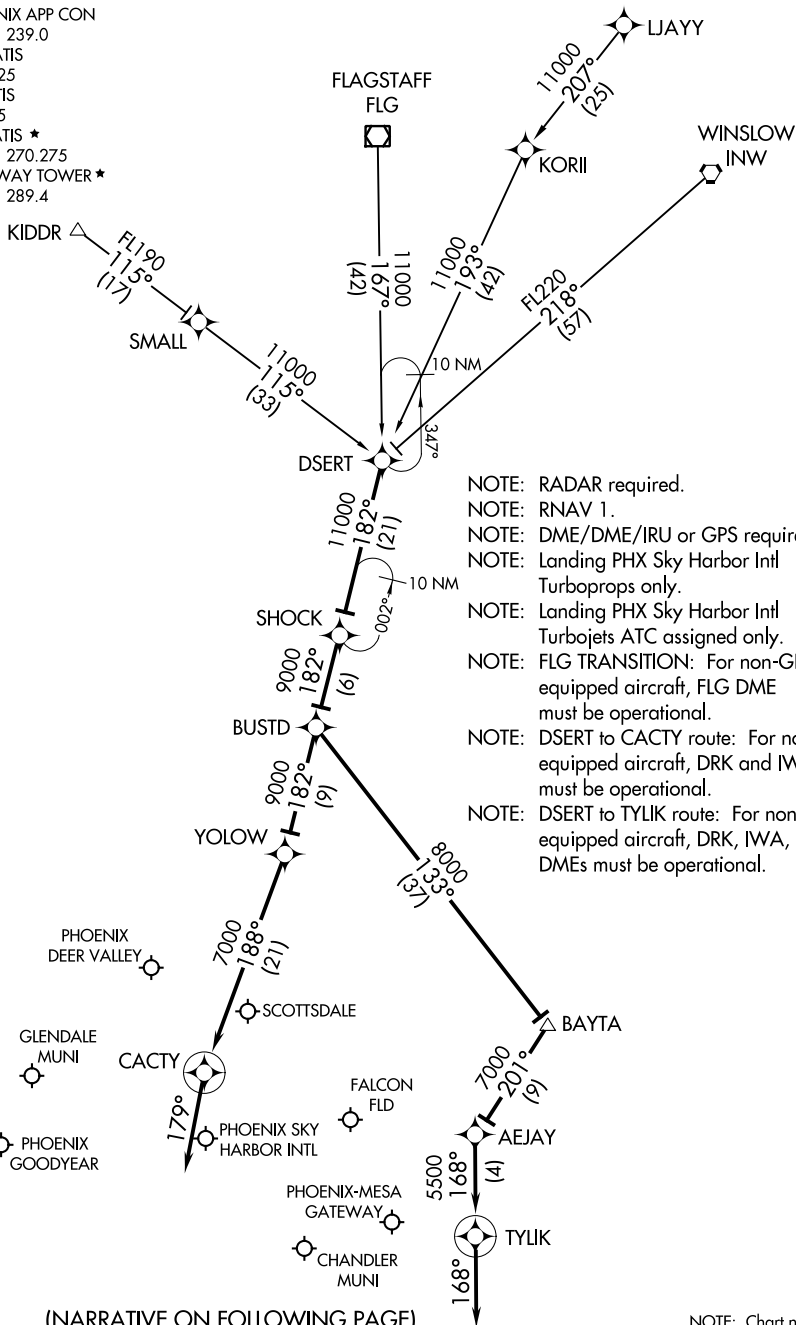 NIX APP CON
239.0
ATIS
25
TIS
5
ATIS ★
270.275
WAY TOWER ★
289.4
LJAYY
11000
207°
(25)
FLAGSTAFF
FLG
KORII
WINSLOW
INW
KIDDR
FL190
115°
(17)
11000
167°
(42)
11000
193°
(42)
FL220
218°
(57)
SMALL
11000
115°
(33)
10 NM
347°
DSERT
11000
182°
(21)
10 NM
002°
SHOCK
9000
182°
(6)
BUSTD
9000
182°
(9)
YOLOW
NOTE: RADAR required.
NOTE: RNAV 1.
NOTE: DME/DME/IRU or GPS requir
NOTE: Landing PHX Sky Harbor Intl
Turboprops only.
NOTE: Landing PHX Sky Harbor Intl
Turbojets ATC assigned only.
NOTE: FLG TRANSITION: For non-G
equipped aircraft, FLG DME
must be operational.
NOTE: DSERT to CACTY route: For no
equipped aircraft, DRK and IW
must be operational.
NOTE: DSERT to TYLIK route: For non
equipped aircraft, DRK, IWA,
DMEs must be operational.
8000
133°
(37)
7000
188°
(21)
PHOENIX
DEER VALLEY
SCOTTSDALE
BAYTA
GLENDALE
MUNI
CACTY
7000
201°
(9)
FALCON
FLD
179°
PHOENIX SKY
HARBOR INTL
AEJAY
PHOENIX
GOODYEAR
5500
168°
(4)
PHOENIX-MESA
GATEWAY
TYLIK
CHANDLER
MUNI
168°
(NARRATIVE ON FOLLOWING PAGE)
NOTE: Chart n